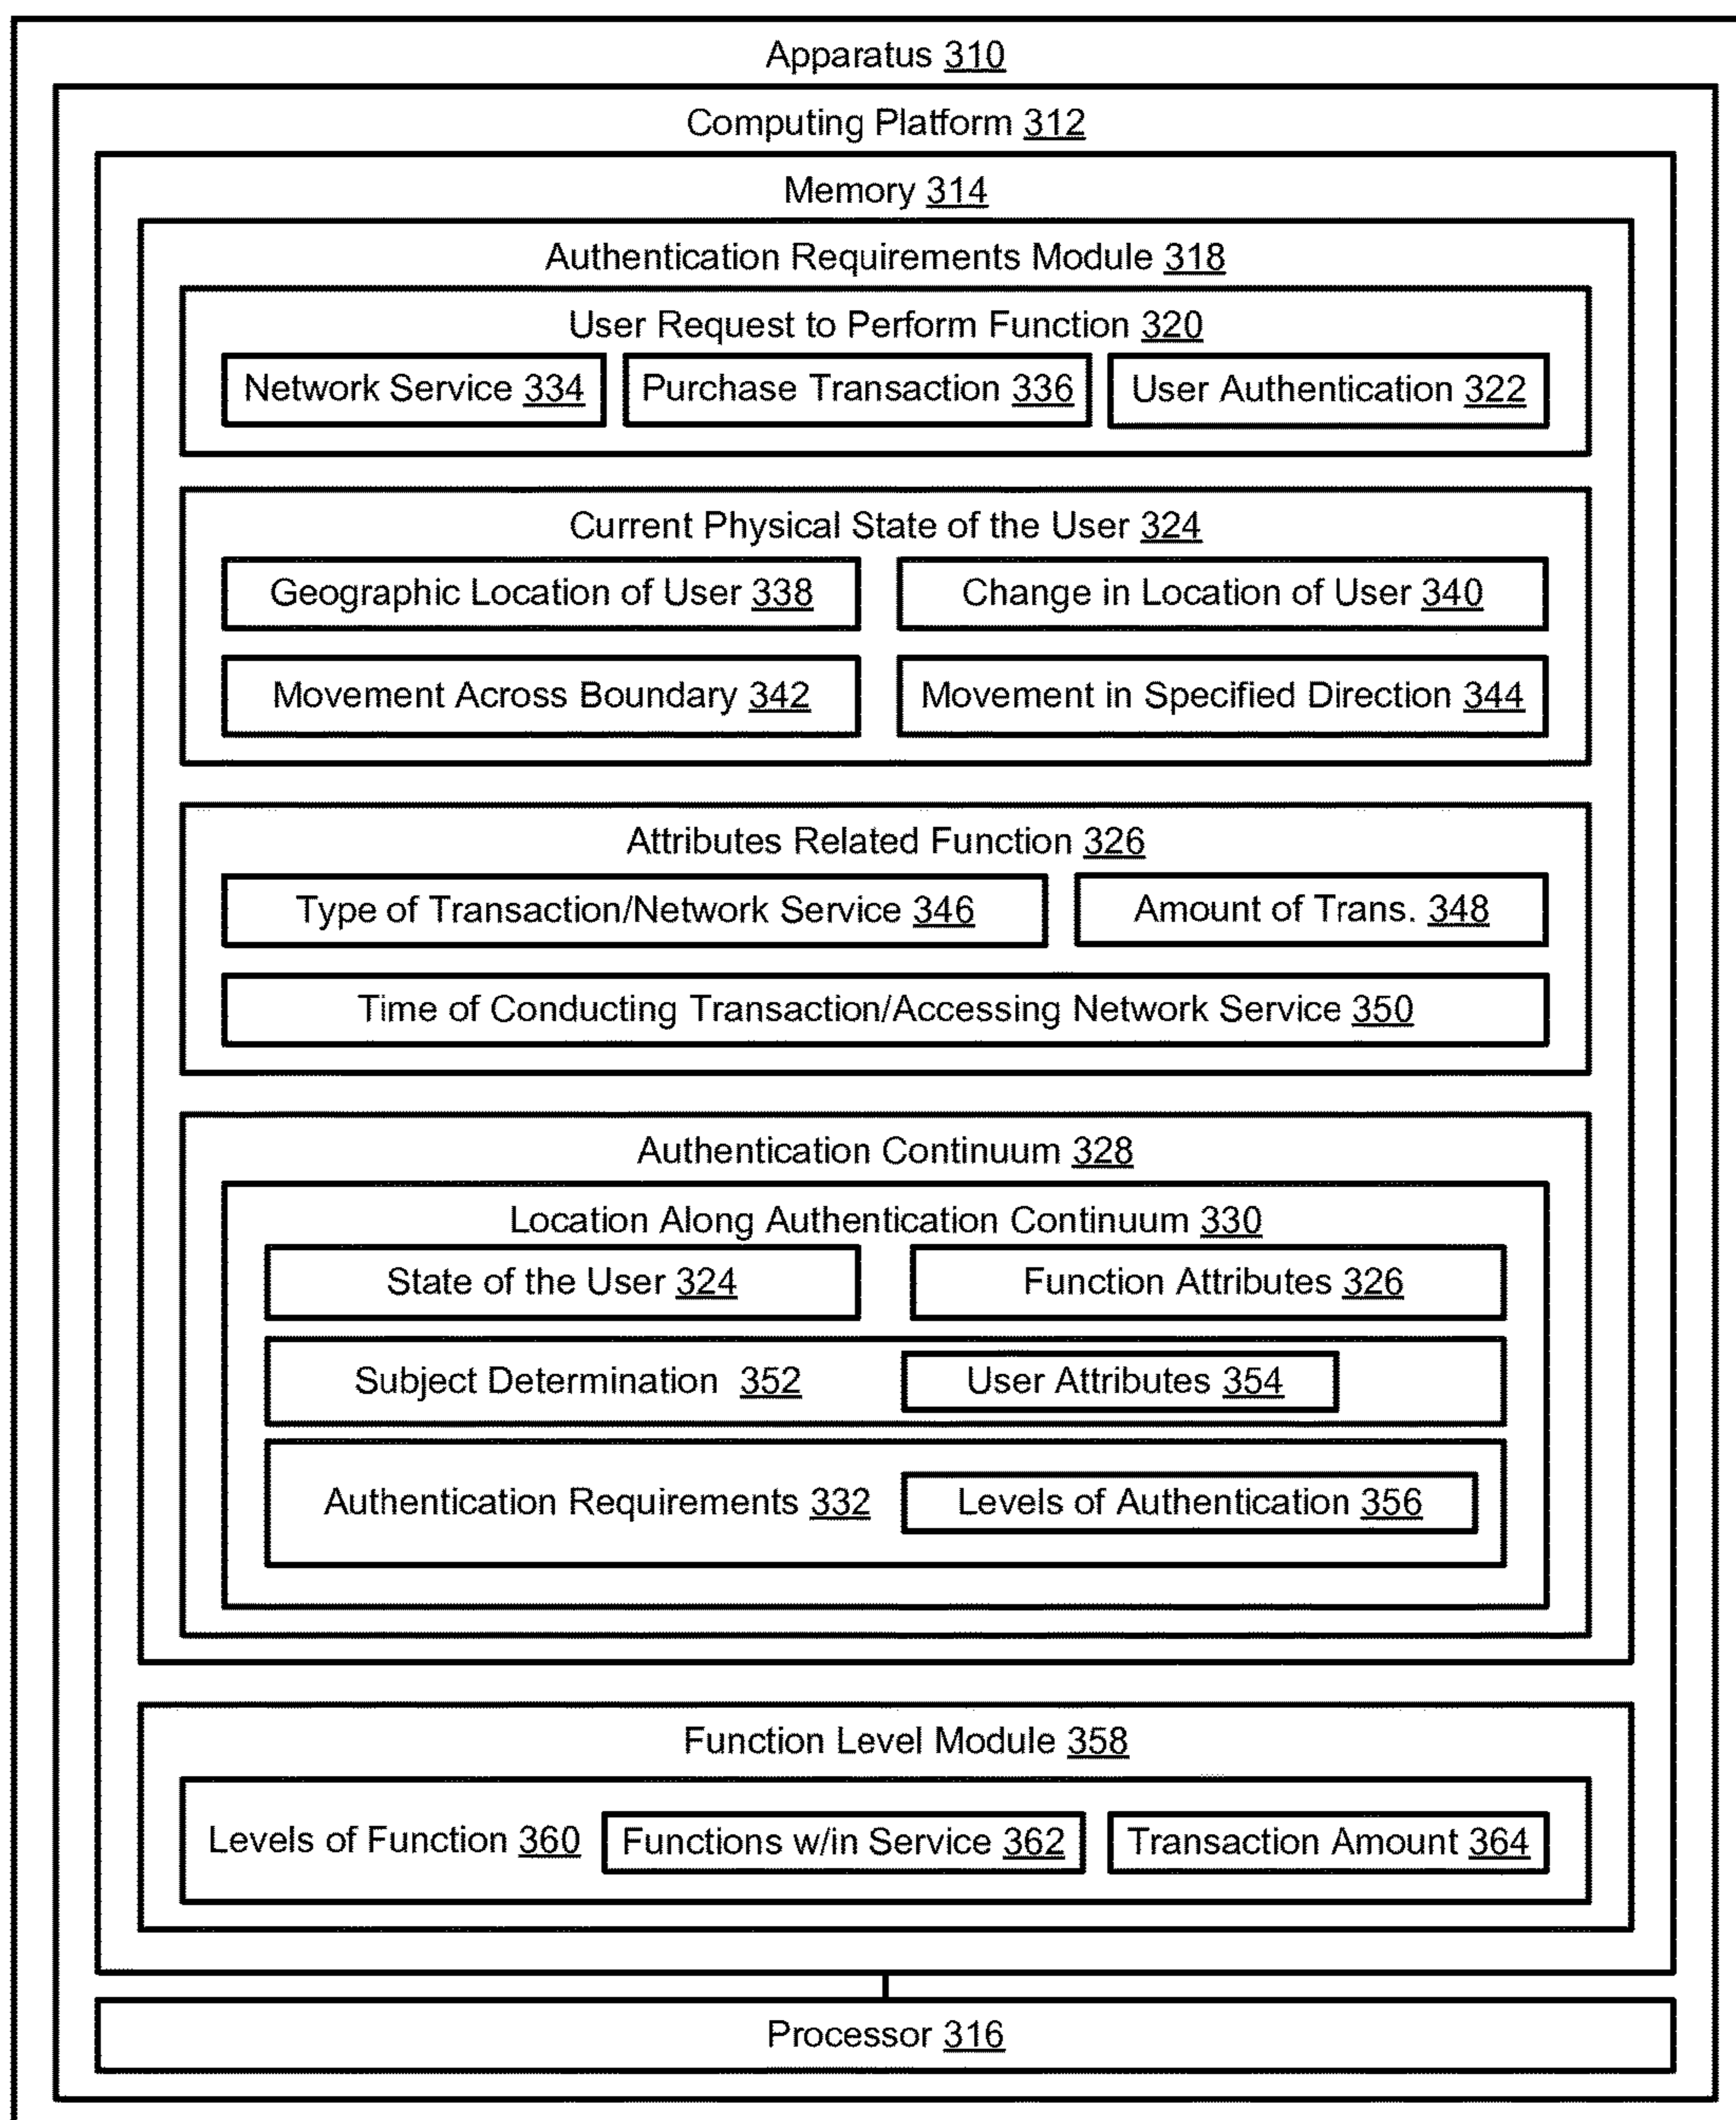 Apparatus 310
Computing Platform 312
Memory 314
Authentication Requirements Module 318
User Request to Perform Function 320
Network Service 334
Purchase Transaction 336
User Authentication 322
Current Physical State of the User 324
Geographic Location of User 338
Change in Location of User 340
Movement Across Boundary 342
Movement in Specified Direction 344
Attributes Related Function 326
Type of Transaction/Network Service 346
Amount of Trans. 348
Time of Conducting Transaction/Accessing Network Service 350
Authentication Continuum 328
Location Along Authentication Continuum 330
State of the User 324
Function Attributes 326
Subject Determination 352
User Attributes 354
Authentication Requirements 332
Levels of Authentication 356
Function Level Module 358
Levels of Function 360
Functions w/in Service 362
Transaction Amount 364
Processor 316